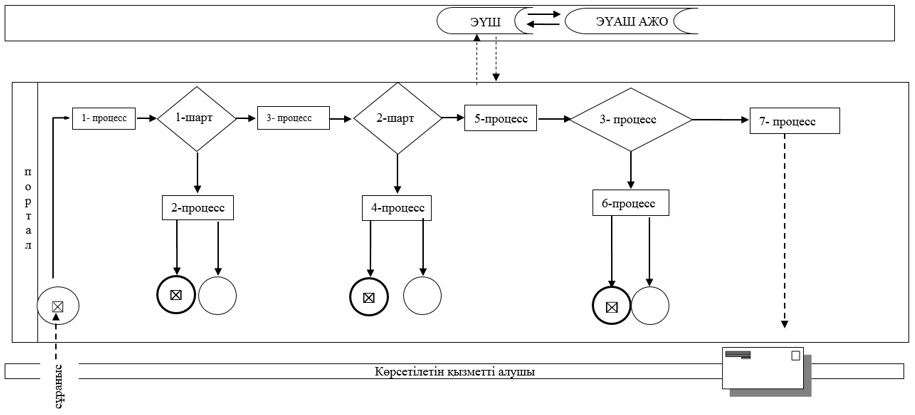 ЭҮШ
ЭҮАШ АЖО
портал
1- процесс
1-шарт
3- процесс
2-шарт
5-процесс
3- процесс
7- процесс
2-процесс
4-процесс
6-процесс
сұраныс
Көрсетілетін қызметті алушы